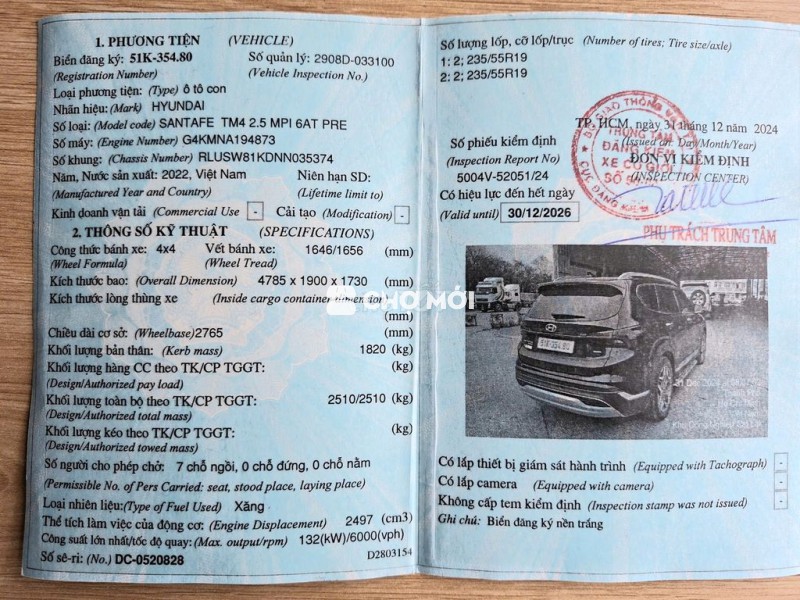 1. PHƯƠNG TIỆN (VEHICLE)
Biển đăng ký: 51K-354.80 Số quản lý: 2908D-033100
(Registration Number) (Vehicle Inspection No.)
Loại phương tiện: (Type) ô tô con
Nhãn hiệu: (Mark) HYUNDAI
Số loại: (Model code) SANTAFE TM4 2.5 MPI 6AT PRE
Số máy: (Engine Number) G4KMNA194873
Số khung: (Chassis Number) RLUSW81KDNN035374
Năm, Nước sản xuất: 2022, Việt Nam Niên hạn SD:
(Manufactured Year and Country) (Lifetime limit to)
Kinh doanh vận tải (Commercial Use - Cải tạo (Modification) -
2. THÔNG SỐ KỸ THUẬT (SPECIFICATIONS)
Công thức bánh xe: 4x4 Vết bánh xe: 1646/1656 (mm)
(Wheel Formula) (Wheel Tread)
Kích thước bao: (Overall Dimension) 4785 x 1900 x 1730 (mm)
Kích thước lòng thùng xe (Inside cargo container dimension)
(mm)
Chiều dài cơ sở: (Wheelbase) 2765 (mm)
Khối lượng bản thân: (Kerb mass) 1820 (kg)
Khối lượng hàng CC theo TK/CP TGGT: (kg)
(Design/Authorized pay load)
Khối lượng toàn bộ theo TK/CP TGGT: 2510/2510 (kg)
(Design/Authorized total mass)
Khối lượng kéo theo TK/CP TGGT: (kg)
(Design/Authorized towed mass)
Số người cho phép chở: 7 chỗ ngồi, 0 chỗ đứng, 0 chỗ nằm
(Permissible No. of Pers Carried: seat, stood place, laying place)
Loại nhiên liệu: (Type of Fuel Used) Xăng
Thể tích làm việc của động cơ: (Engine Displacement) 2497 (cm3)
Công suất lớn nhất/tốc độ quay: (Max. output/rpm) 132(kW)/6000(vph)
Số sê-ri: (No.) DC-0520828 D2803154
CHỢ TỐT
Số lượng lốp, cỡ lốp/trục (Number of tires; Tire size/axle)
1: 2; 235/55R19
2: 2; 235/55R19
TP. HCM, ngày 31 tháng 12 năm 2024
(Issued on: Day/Month/Year)
Số phiếu kiểm định ĐƠN VỊ KIỂM ĐỊNH
(Inspection Report No) (INSPECTION CENTER)
5004V-52051/24
Có hiệu lực đến hết ngày
(Valid until) 30/12/2026
TRUNG TÂM
ĐĂNG KIỂM
XE CƠ GIỚI
PHỤ TRÁCH TRUNG TÂM
51K-354.80
Có lắp thiết bị giám sát hành trình (Equipped with Tachograph) -
Có lắp camera (Equipped with camera) -
Không cấp tem kiểm định (Inspection stamp was not issued) -
Ghi chú: Biển đăng ký nền trắng